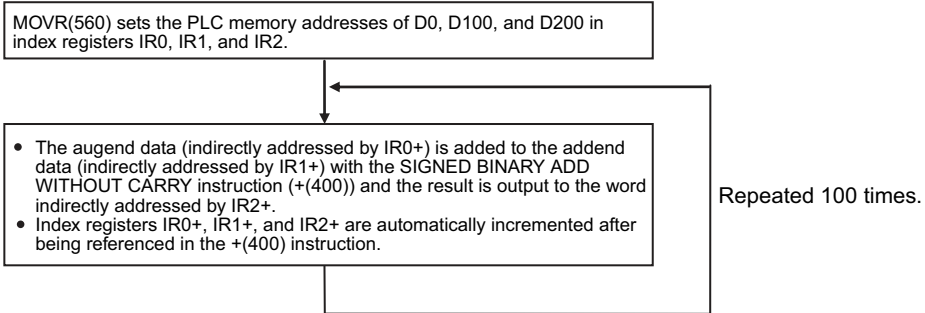 MOVR(560) sets the PLC memory addresses of D0, D100, and D200 in
index registers IR0, IR1, and IR2.
• The augend data (indirectly addressed by IR0+) is added to the addend
data (indirectly addressed by IR1+) with the SIGNED BINARY ADD
WITHOUT CARRY instruction (+(400)) and the result is output to the word
indirectly addressed by IR2+.
• Index registers IR0+, IR1+, and IR2+ are automatically incremented after
being referenced in the +(400) instruction.
Repeated 100 times.